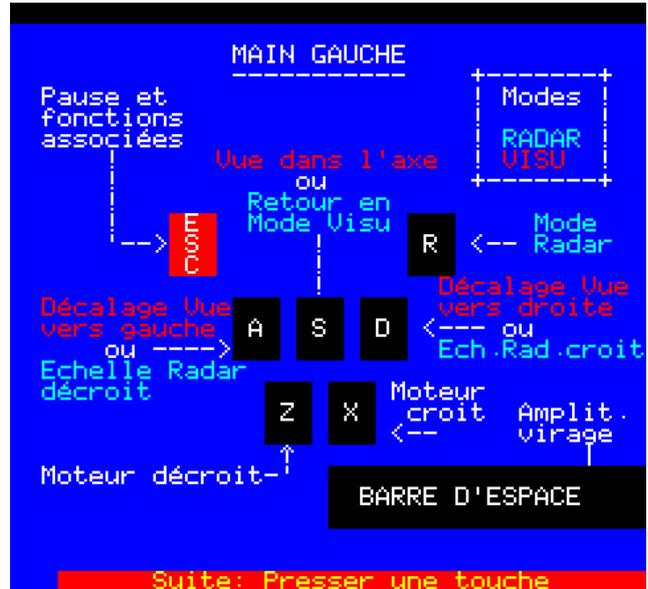 MAIN GAUCHE
Pause et
fonctions
associées
Modes
RADAR
VISU
Vue dans l'axe
ou
Retour en
Mode Visu
ESC
R
<-- Mode
Radar
Décalage Vue
vers gauche
ou ---->
Echelle Radar
décroit
A
S
D
Décalage Vue
vers droite
<--- ou
Ech.Rad.croit
Z
X
Moteur
croit
<--
Amplit.
virage
Moteur décroit-'
BARRE D'ESPACE
Suite: Presser une touche